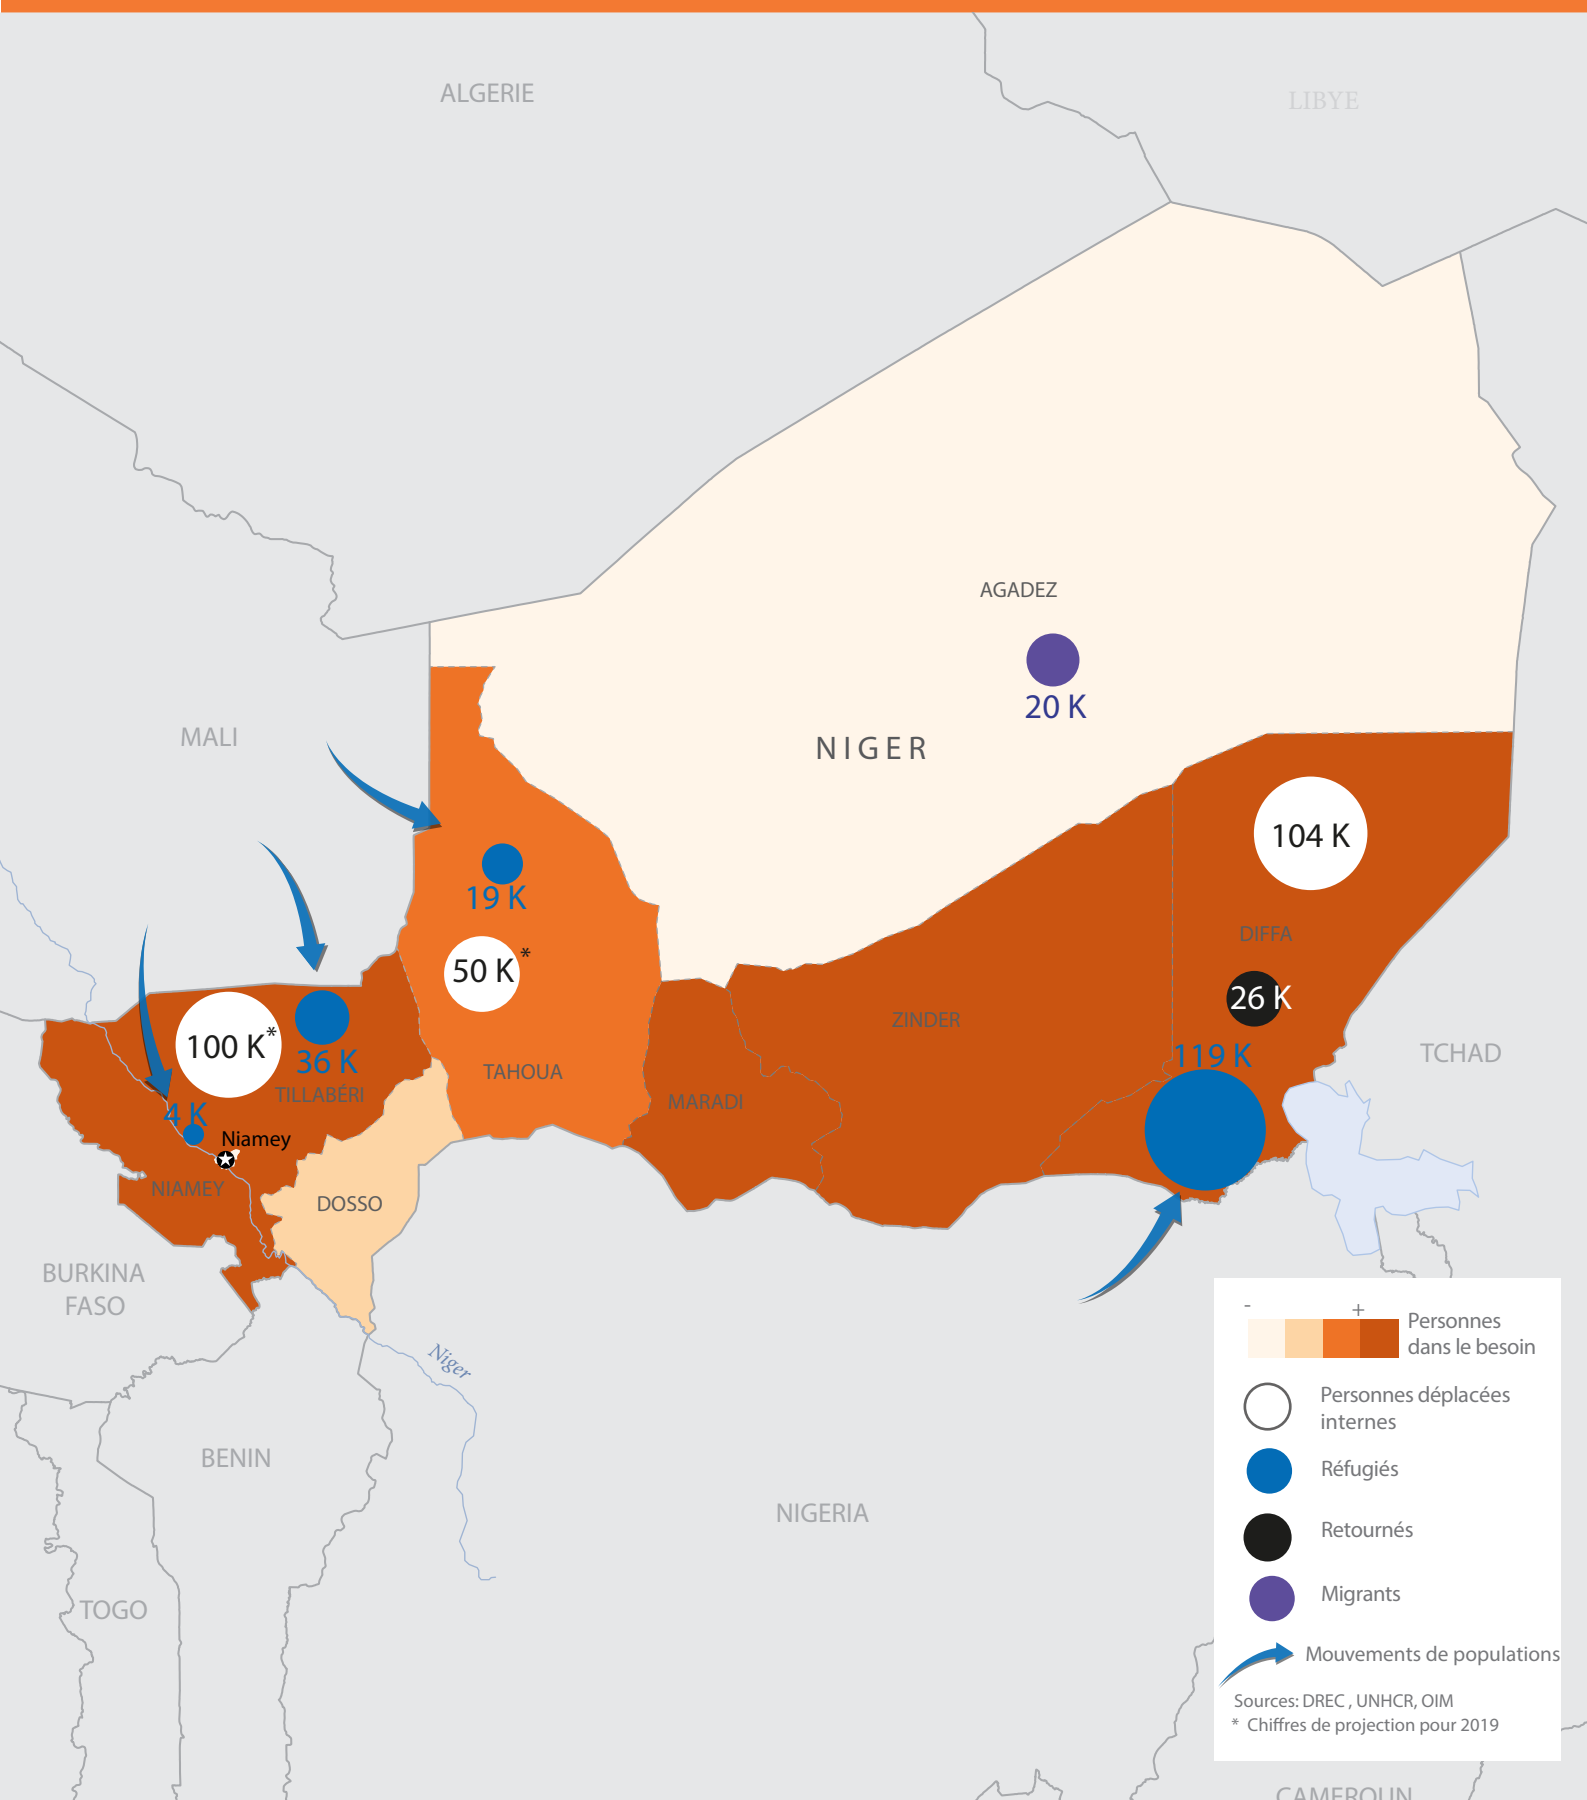 ALGERIE
LIBYE
AGADEZ
20 K
MALI
NIGER
104 K
19 K
DIFFA
50 K*
26 K
ZINDER
100 K*
36 K
119 K
TCHAD
TAHOUA
TILLABÉRI
MARADI
4 K
Niamey
NIAMEY
DOSSO
BURKINA
FASO
Niger
BENIN
NIGERIA
TOGO
CAMEROUN
- +
Personnes
dans le besoin
Personnes déplacées
internes
Réfugiés
Retournés
Migrants
Mouvements de populations
Sources: DREC , UNHCR, OIM
* Chiffres de projection pour 2019